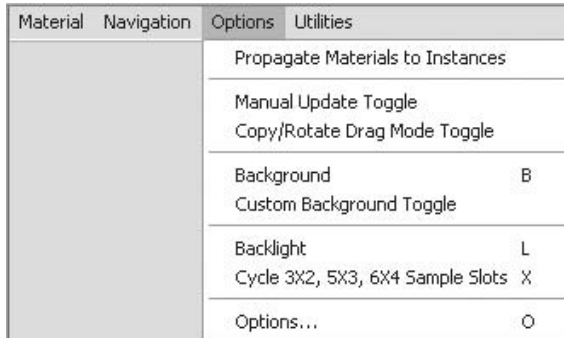 Material Navigation Options Utilities
Propagate Materials to Instances
Manual Update Toggle
Copy/Rotate Drag Mode Toggle
Background B
Custom Background Toggle
Backlight L
Cycle 3X2, 5X3, 6X4 Sample Slots X
Options... O